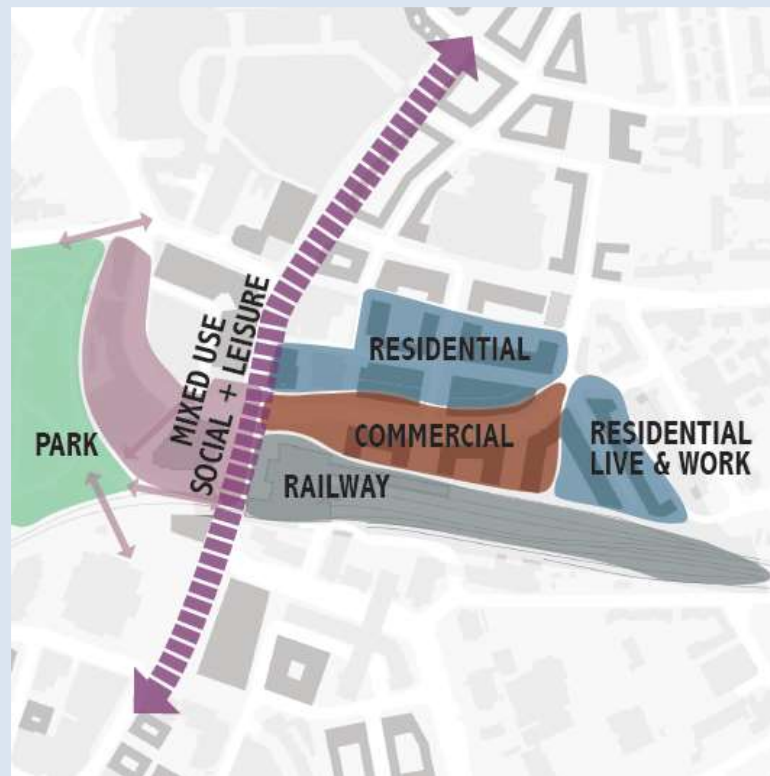 MIXED USE
SOCIAL + LEISURE
RESIDENTIAL
PARK
COMMERCIAL
RESIDENTIAL
LIVE & WORK
RAILWAY